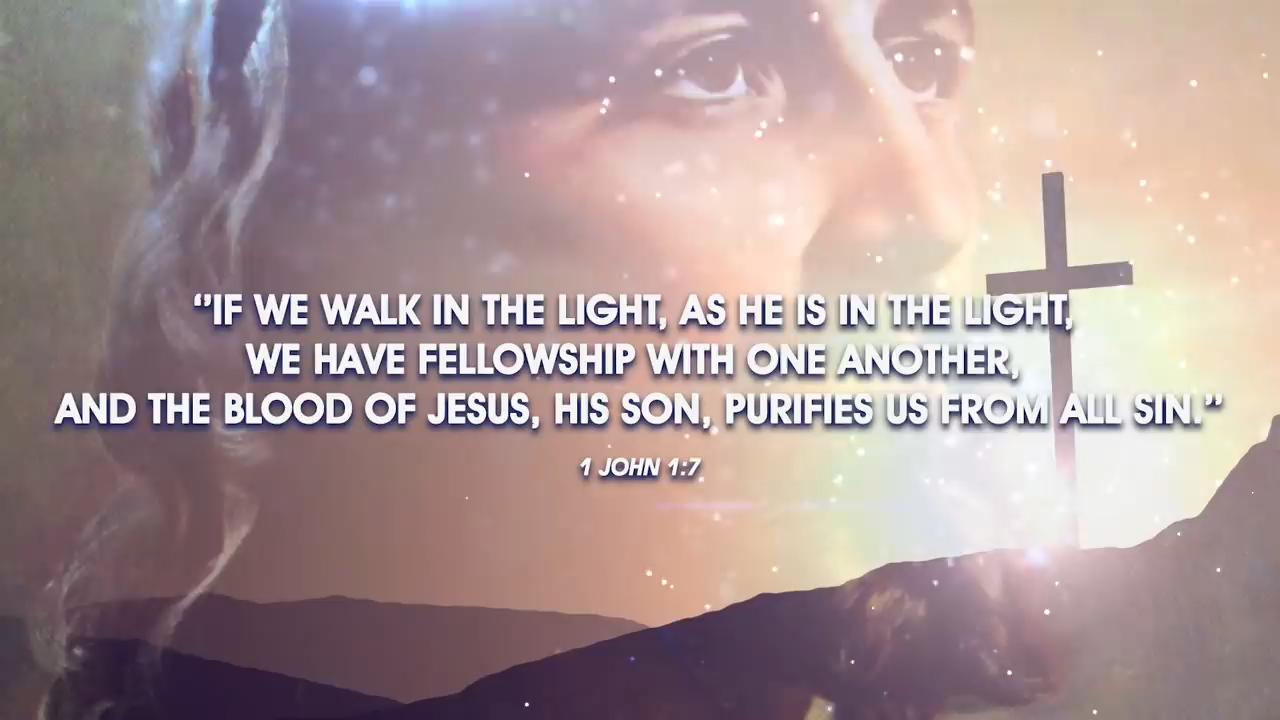 ‘’IF WE WALK IN THE LIGHT, AS HE IS IN THE LIGHT,
WE HAVE FELLOWSHIP WITH ONE ANOTHER,
AND THE BLOOD OF JESUS, HIS SON, PURIFIES US FROM ALL SIN.’’
1 JOHN 1:7